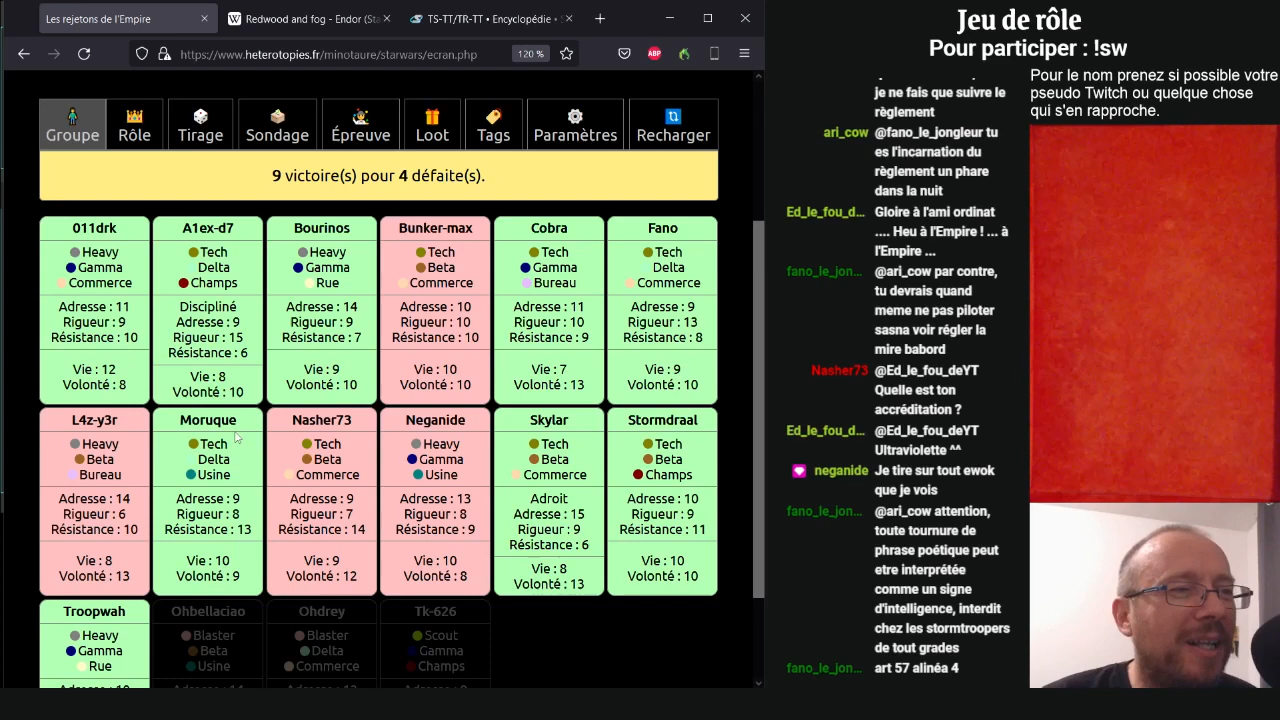 Les rejetons de l'Empire
Redwood and fog - Endor (Sta
TS-TT/TR-TT • Encyclopédie •
https://www.heterotopies.fr/minotaure/starwars/ecran.php
120 %
Groupe
Rôle
Tirage
Sondage
Épreuve
Loot
Tags
Paramètres
Recharger
9 victoire(s) pour 4 défaite(s).
011drk
Heavy
Gamma
Commerce
Adresse : 11
Rigueur : 9
Résistance : 10
Vie : 12
Volonté : 8
A1ex-d7
Tech
Delta
Champs
Discipliné
Adresse : 9
Rigueur : 15
Résistance : 6
Vie : 8
Volonté : 10
Bourinos
Heavy
Gamma
Rue
Adresse : 14
Rigueur : 9
Résistance : 7
Vie : 9
Volonté : 10
Bunker-max
Tech
Beta
Commerce
Adresse : 10
Rigueur : 10
Résistance : 10
Vie : 10
Volonté : 10
Cobra
Tech
Gamma
Bureau
Adresse : 11
Rigueur : 10
Résistance : 9
Vie : 7
Volonté : 13
Fano
Tech
Delta
Commerce
Adresse : 9
Rigueur : 13
Résistance : 8
Vie : 9
Volonté : 10
L4z-y3r
Heavy
Beta
Bureau
Adresse : 14
Rigueur : 6
Résistance : 10
Vie : 8
Volonté : 13
Moruque
Tech
Delta
Usine
Adresse : 9
Rigueur : 8
Résistance : 13
Vie : 10
Volonté : 9
Nasher73
Tech
Beta
Commerce
Adresse : 9
Rigueur : 7
Résistance : 14
Vie : 9
Volonté : 12
Neganide
Heavy
Gamma
Usine
Adresse : 13
Rigueur : 8
Résistance : 9
Vie : 10
Volonté : 8
Skylar
Tech
Beta
Commerce
Adroit
Adresse : 15
Rigueur : 9
Résistance : 6
Vie : 8
Volonté : 13
Stormdraal
Tech
Beta
Champs
Adresse : 10
Rigueur : 9
Résistance : 11
Vie : 10
Volonté : 10
Troopwah
Heavy
Gamma
Rue
Ohbellaciao
Blaster
Beta
Usine
Ohdrey
Blaster
Delta
Commerce
Tk-626
Scout
Gamma
Champs
Jeu de rôle
Pour participer : !sw
Pour le nom prenez si possible votre
pseudo Twitch ou quelque chose
qui s'en rapproche.
je ne fais que suivre le
règlement
ari_cow @fano_le_jongleur tu
es l'incarnation du
règlement un phare
dans la nuit
Ed_le_fou_d... Gloire à l'ami ordinat
.... Heu à l'Empire ! ... à
l'Empire ...
fano_le_jon... @ari_cow par contre,
tu devrais quand
meme ne pas piloter
sasna voir régler la
mire babord
Nasher73 @Ed_le_fou_deYT
Quelle est ton
accréditation ?
Ed_le_fou_d... @Ed_le_fou_deYT
Ultraviolette ^^
neganide Je tire sur tout ewok
que je vois
fano_le_jon... @ari_cow attention,
toute tournure de
phrase poétique peut
etre interprétée
comme un signe
d'intelligence, interdit
chez les stormtroopers
de tout grades
fano_le_jon... art 57 alinéa 4